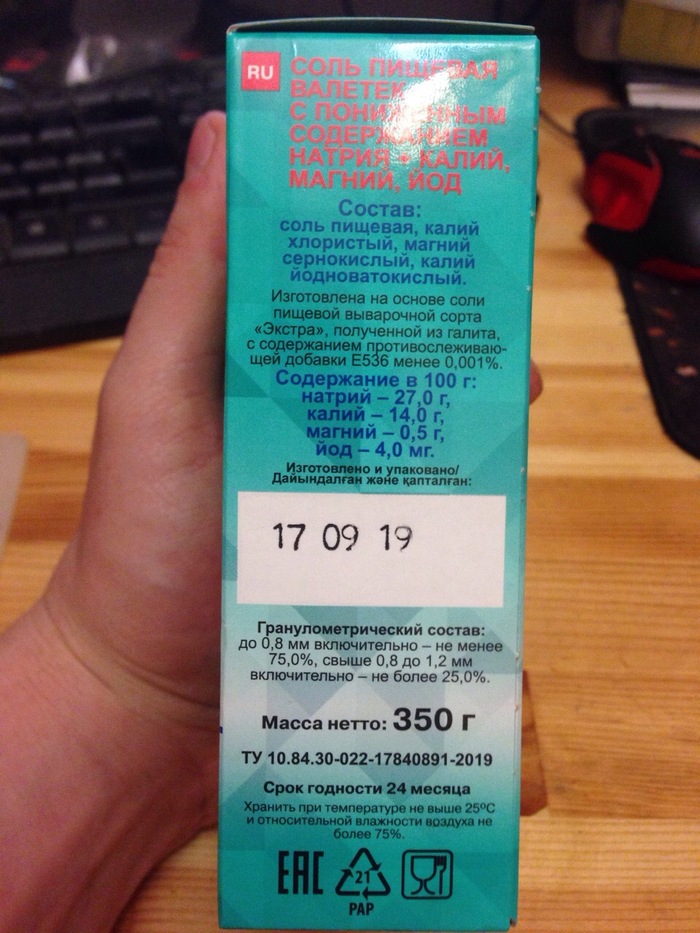 RU
СОЛЬ ПИЩЕВАЯ
ВАЛЕТЕК
С ПОНИЖЕННЫМ
СОДЕРЖАНИЕМ
НАТРИЯ • КАЛИЙ,
МАГНИЙ, ЙОД
Состав:
соль пищевая, калий
хлористый, магний
сернокислый, калий
йодноватокислый.
Изготовлена на основе соли
пищевой выварочной сорта
«Экстра», полученной из галита,
с содержанием противослеживаю-
щей добавки Е536 менее 0,001%.
Содержание в 100 г:
натрий – 27,0 г,
калий – 14,0 г,
магний – 0,5 г,
йод – 4,0 мг.
Изготовлено и упаковано/
Дайындалған және қапталған:
17 09 19
Гранулометрический состав:
до 0,8 мм включительно – не менее
75,0%, свыше 0,8 до 1,2 мм
включительно – не более 25,0%.
Масса нетто: 350 г
ТУ 10.84.30-022-17840891-2019
Срок годности 24 месяца
Хранить при температуре не выше 25ºС
и относительной влажности воздуха не
более 75%.
ЕАС
21
PAP